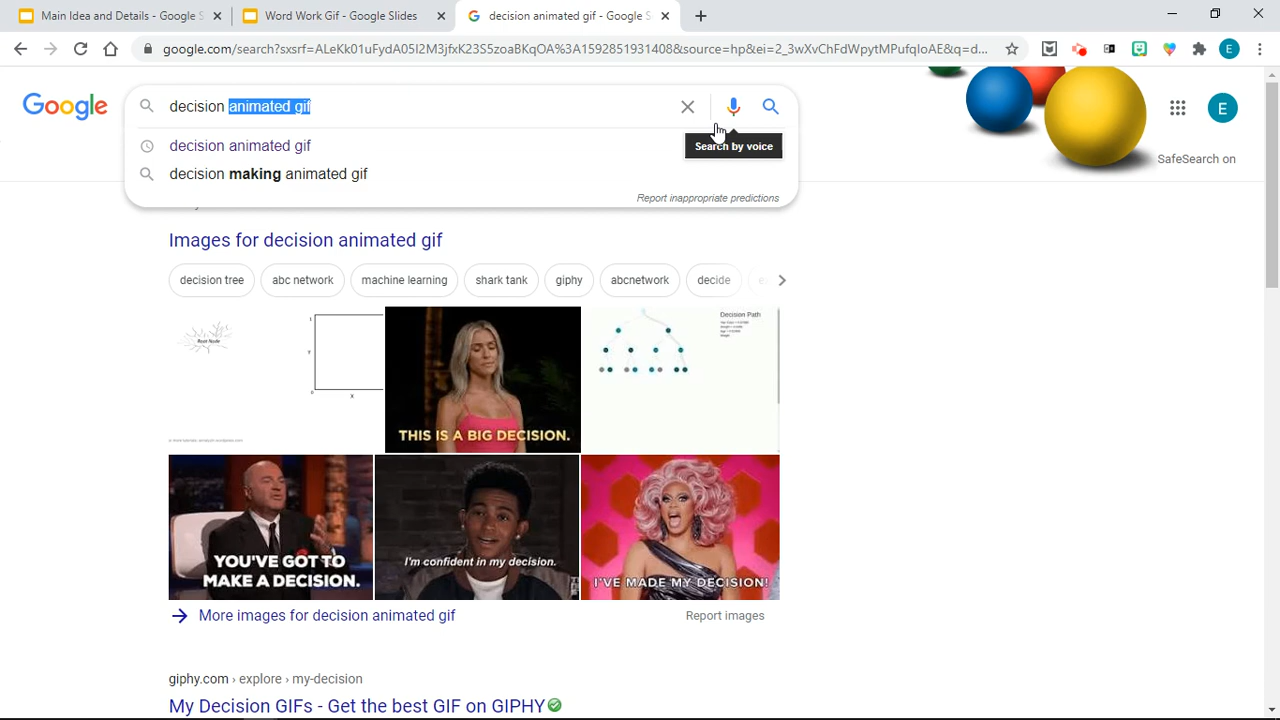 Main Idea and Details - Google S
Word Work Gif - Google Slides
decision animated gif - Google S
google.com/search?sxsrf=ALeKk01uFydA05I2M3jfxK23S5zoa8KqOA%3A1592851931408&source=hp&ei=2_3wXvChFdWpytMPufqIoAE&q=d...
E
Google
decision animated gif
E
Search by voice
decision animated gif
decision making animated gif
SafeSearch on
Report inappropriate predictions
Images for decision animated gif
decision tree
abc network
machine learning
shark tank
giphy
abcnetwork
decide
Root Node
Y
X
Decision Path
THIS IS A BIG DECISION.
YOU'VE GOT TO
MAKE A DECISION.
I'm confident in my decision.
I'VE MADE MY DECISION!
More images for decision animated gif
Report images
giphy.com › explore › my-decision
My Decision GIFs - Get the best GIF on GIPHY